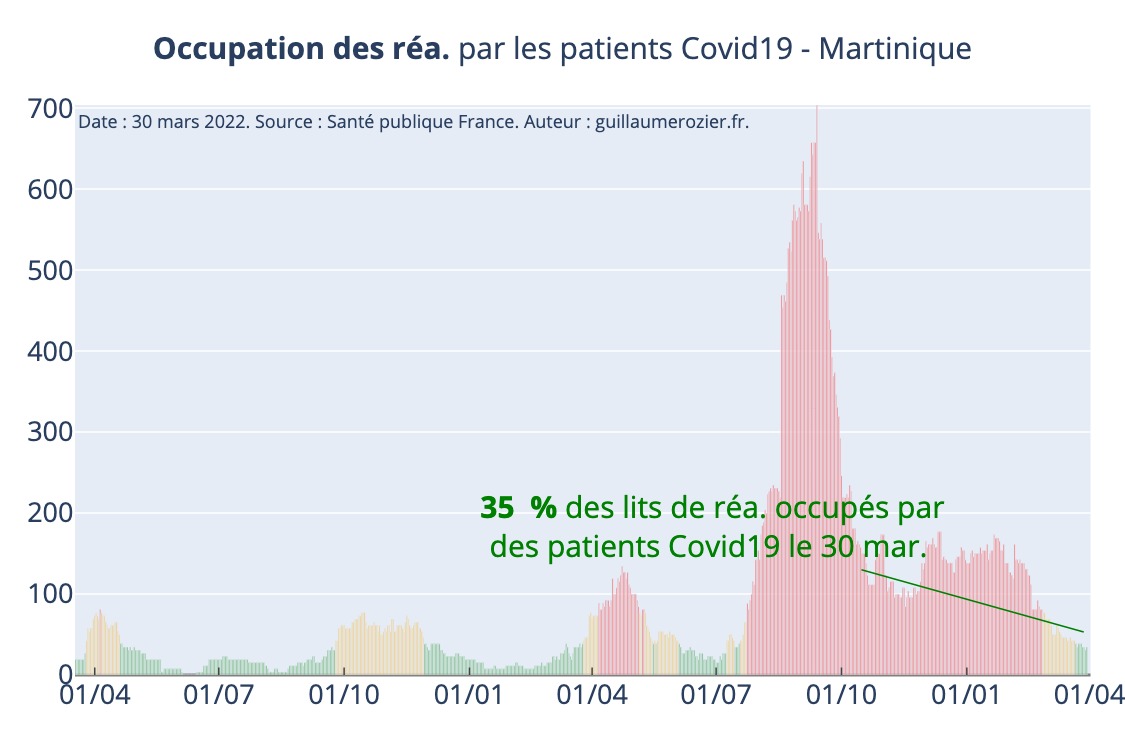 Occupation des réa. par les patients Covid19 - Martinique
700
Date : 30 mars 2022. Source : Santé publique France. Auteur : guillaumerozier.fr.
600
500
400
300
200
35 % des lits de réa. occupés par
des patients Covid19 le 30 mar.
100
0
01/04 01/07 01/10 01/01 01/04 01/07 01/10 01/01 01/04